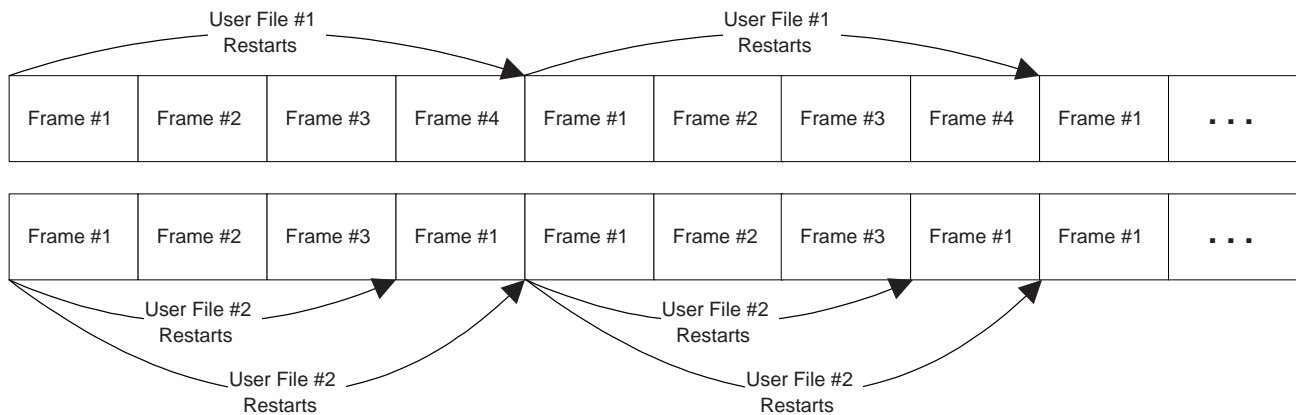 User File #1
Restarts
User File #1
Restarts
Frame #1 Frame #2 Frame #3 Frame #4 Frame #1 Frame #2 Frame #3 Frame #4 Frame #1 ...
Frame #1 Frame #2 Frame #3 Frame #1 Frame #1 Frame #2 Frame #3 Frame #1 Frame #1 ...
User File #2
Restarts
User File #2
Restarts
User File #2
Restarts
User File #2
Restarts